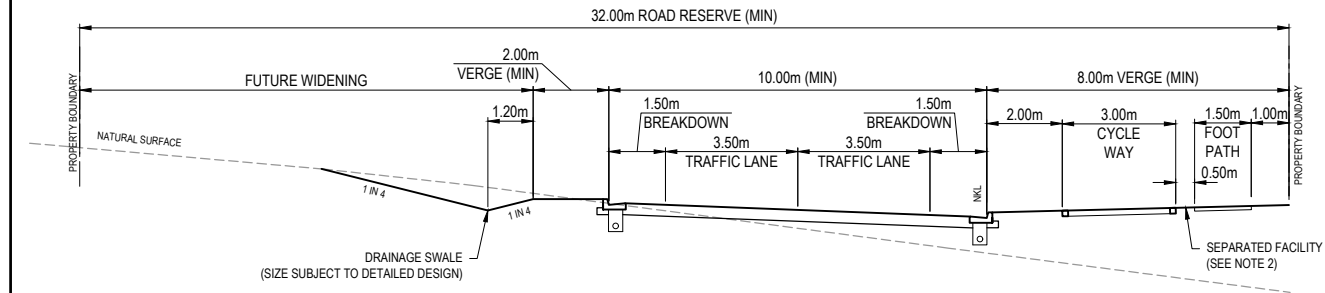 32.00m ROAD RESERVE (MIN)
PROPERTY BOUNDARY
FUTURE WIDENING
2.00m
VERGE (MIN)
10.00m (MIN)
8.00m VERGE (MIN)
PROPERTY BOUNDARY
1.20m
1.50m
BREAKDOWN
3.50m
TRAFFIC LANE
3.50m
TRAFFIC LANE
1.50m
BREAKDOWN
2.00m
3.00m
CYCLE
WAY
1.50m
FOOT
PATH
0.50m
1.00m
NATURAL SURFACE
1 IN 4
1 IN 4
NKL
DRAINAGE SWALE
(SIZE SUBJECT TO DETAILED DESIGN)
SEPARATED FACILITY
(SEE NOTE 2)